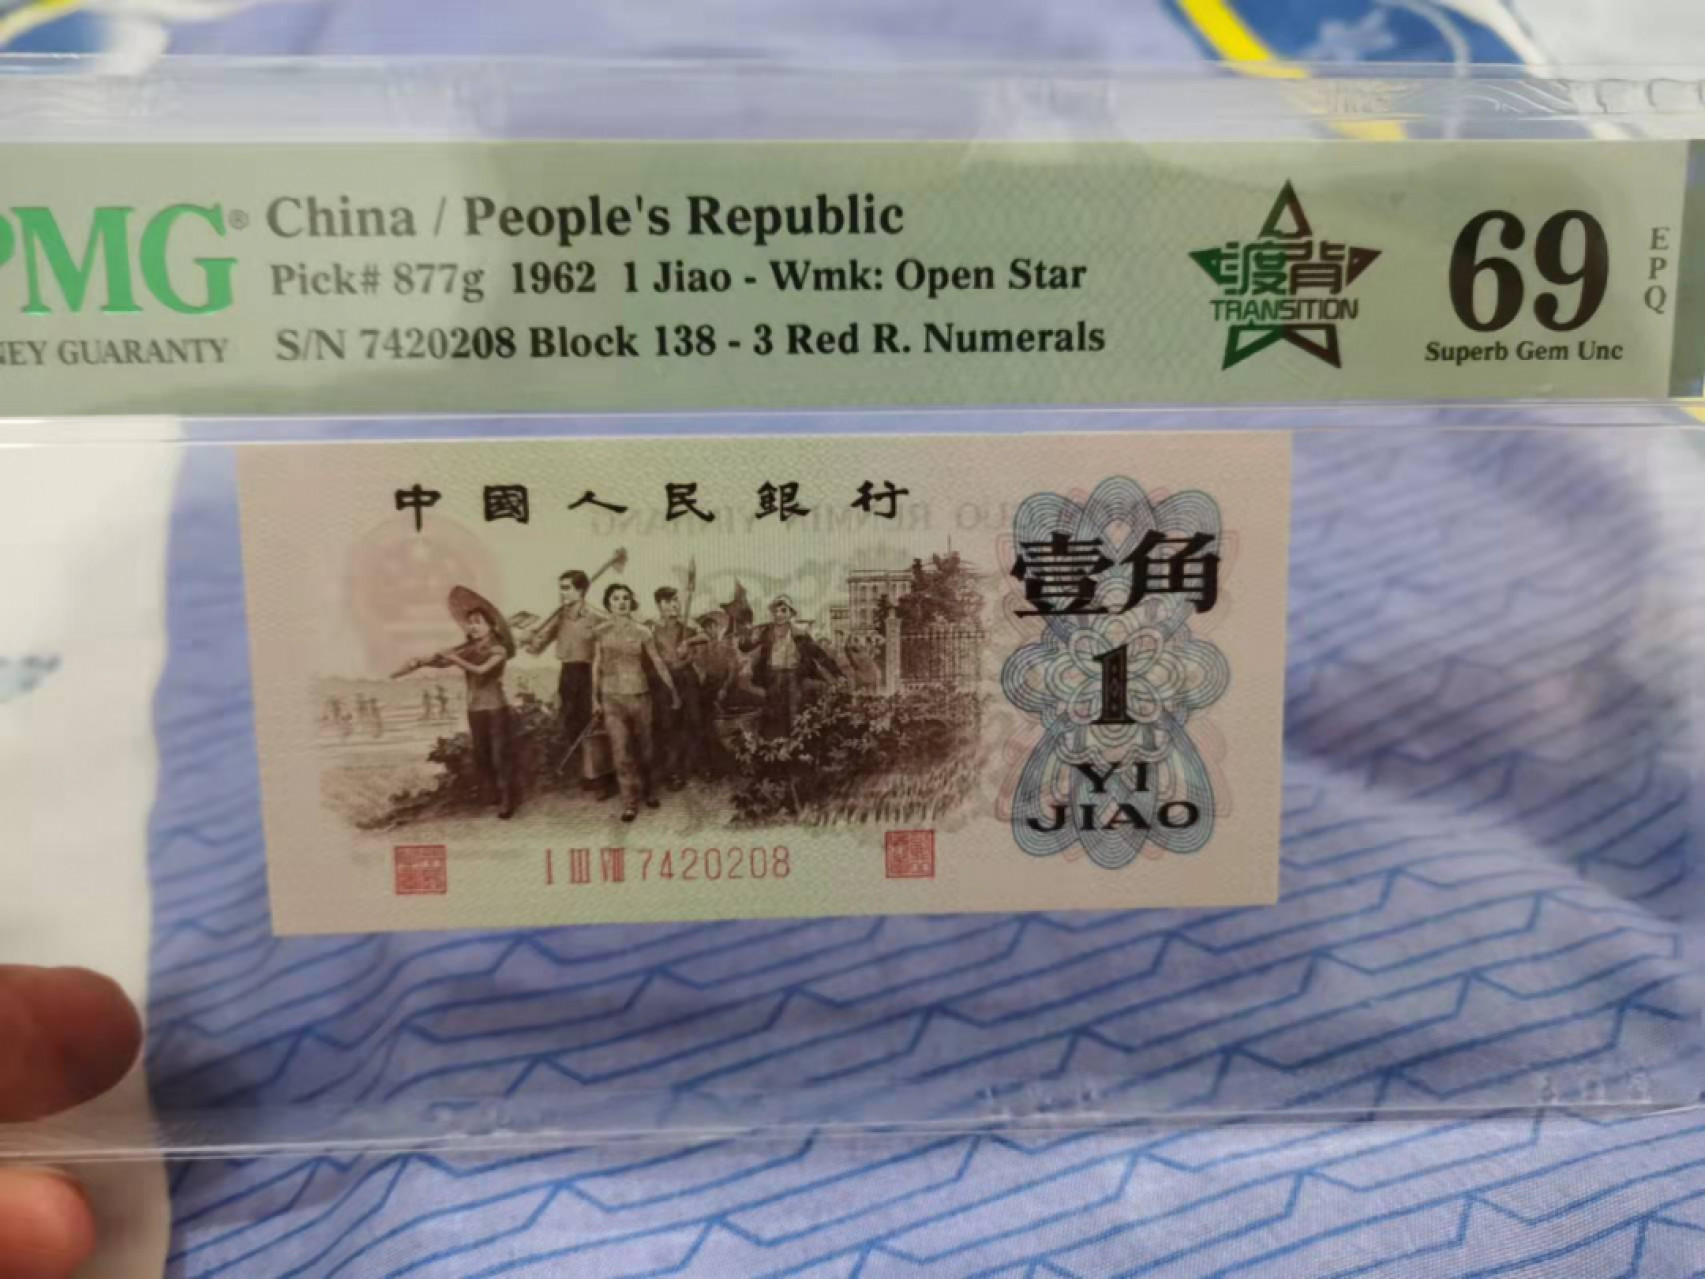 PMG® China / People's Republic
Pick# 877g 1962 1 Jiao - Wmk: Open Star
NEY GUARANTY S/N 7420208 Block 138 - 3 Red R. Numerals
渡背
TRANSITION
69
EPQ
Superb Gem Unc
中國人民銀行
壹角
1
YI
JIAO
I III VIII 7420208